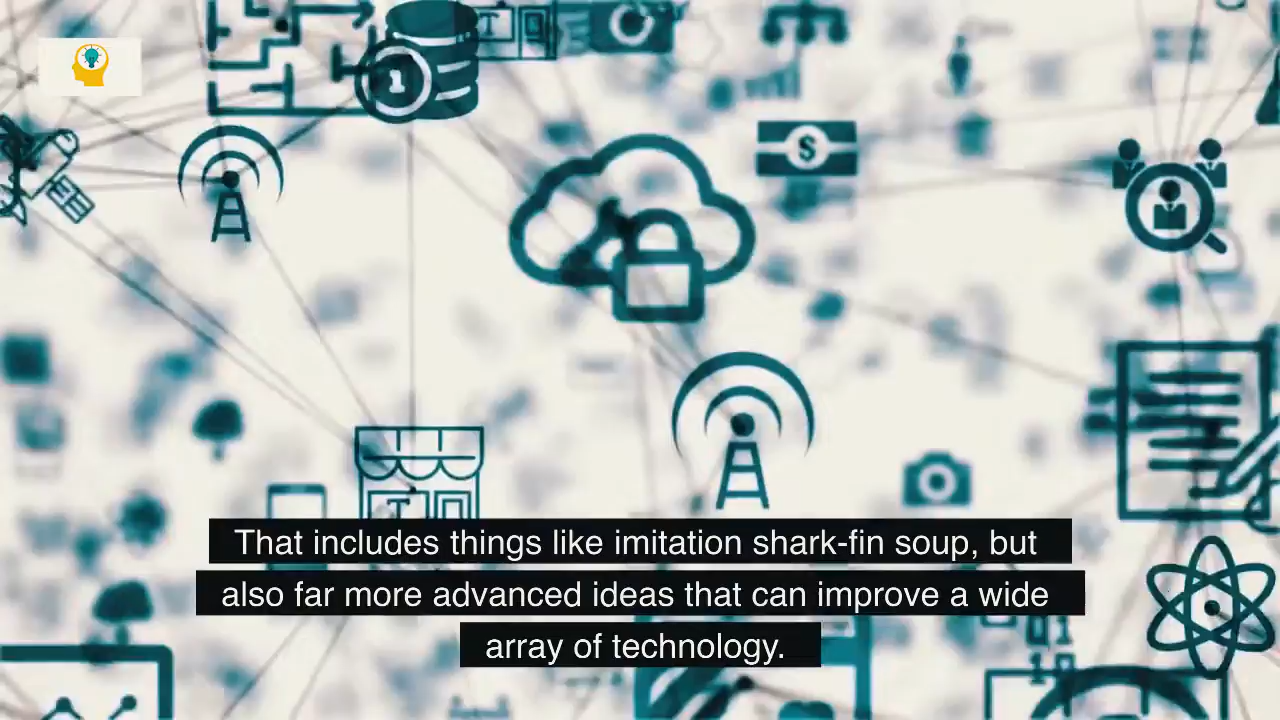 That includes things like imitation shark-fin soup, but
also far more advanced ideas that can improve a wide
array of technology.